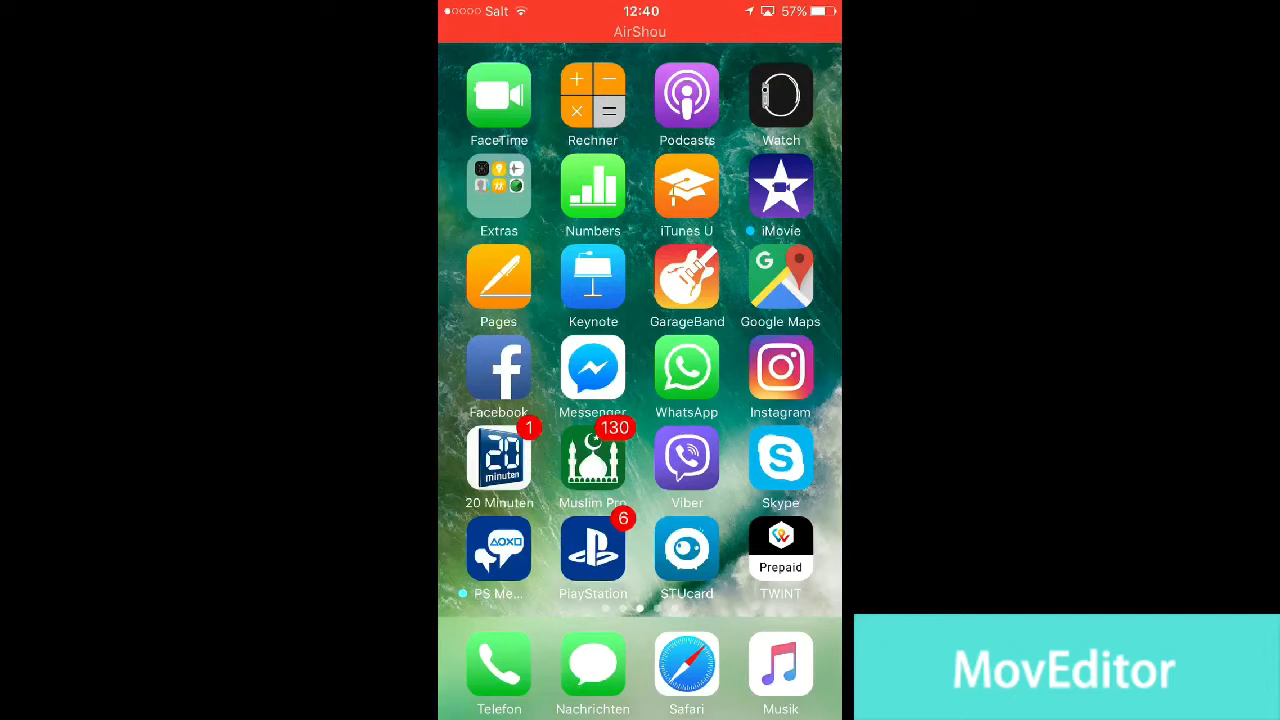 Salt 12:40 57%
AirShou
FaceTime Rechner Podcasts Watch
Extras Numbers iTunes U iMovie
G
Pages Keynote GarageBand Google Maps
Facebook Messenger WhatsApp Instagram
1 130
20 minuten
20 Minuten Muslim Pro Viber Skype
6
Prepaid
PS Me... PlayStation STUcard TWINT
Telefon Nachrichten Safari Musik
MovEditor